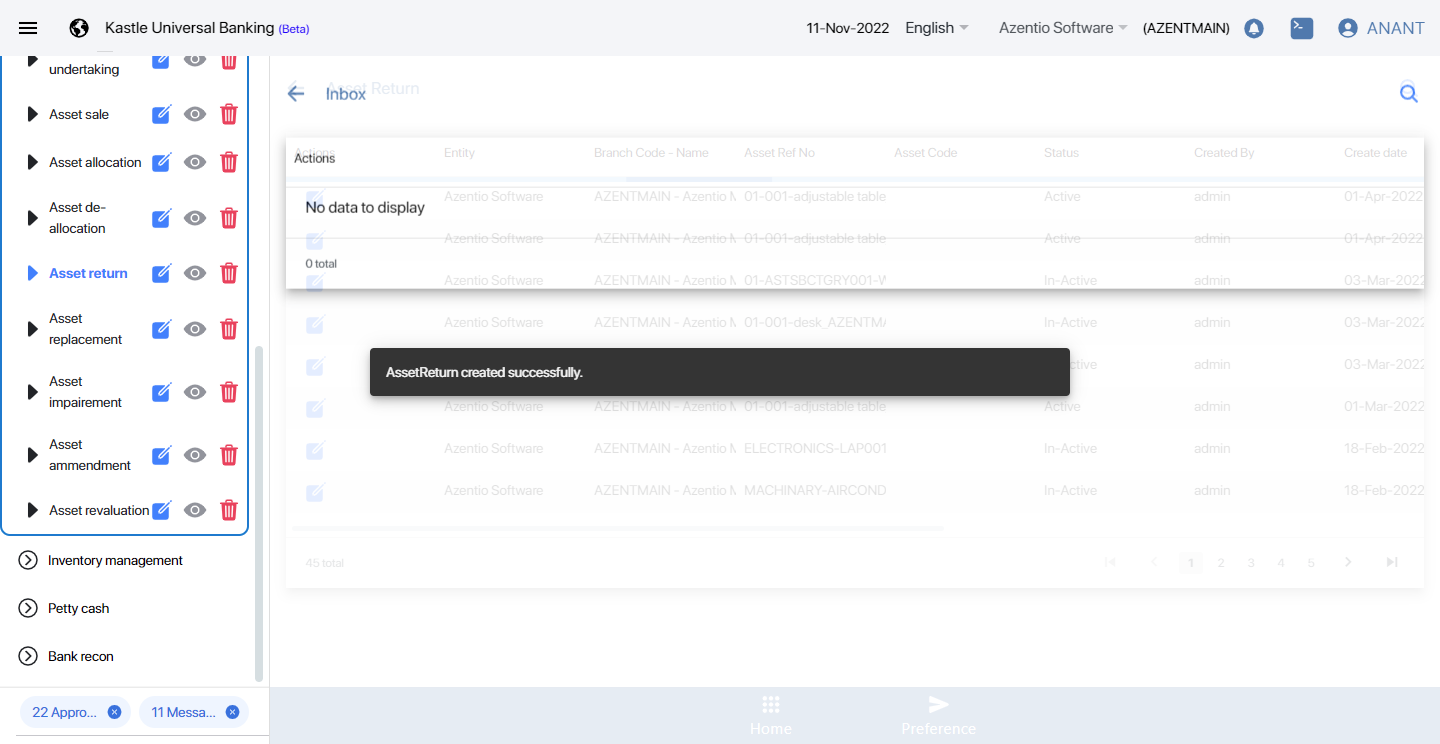 Kastle Universal Banking (Beta)
11-Nov-2022 English Azentio Software (AZENTMAIN) ANANT
undertaking
Asset sale
Asset allocation
Asset de-
allocation
Asset return
Asset
replacement
Asset
impairement
Asset
ammendment
Asset revaluation
Inventory management
Petty cash
Bank recon
22 Appro...
11 Messa...
Asset Return
Inbox
Actions Entity Branch Code - Name Asset Ref No Asset Code Status Created By Create date
Actions
Azentio Software AZENTMAIN - Azentio M 01-001-adjustable table Active admin 01-Apr-2022
No data to display
Azentio Software AZENTMAIN - Azentio M 01-001-adjustable table Active admin 01-Apr-2022
0 total
Azentio Software AZENTMAIN - Azentio M 01-ASTSBCTGRY001-W In-Active admin 03-Mar-2022
Azentio Software AZENTMAIN - Azentio M 01-001-desk_AZENTMA In-Active admin 03-Mar-2022
admin 03-Mar-2022
AssetReturn created successfully.
Azentio Software AZENTMAIN - Azentio M 01-001-adjustable table Active admin 01-Mar-2022
Azentio Software AZENTMAIN - Azentio M ELECTRONICS-LAP001 In-Active admin 18-Feb-2022
Azentio Software AZENTMAIN - Azentio M MACHINARY-AIRCOND In-Active admin 18-Feb-2022
45 total 1 2 3 4 5
Home Preference